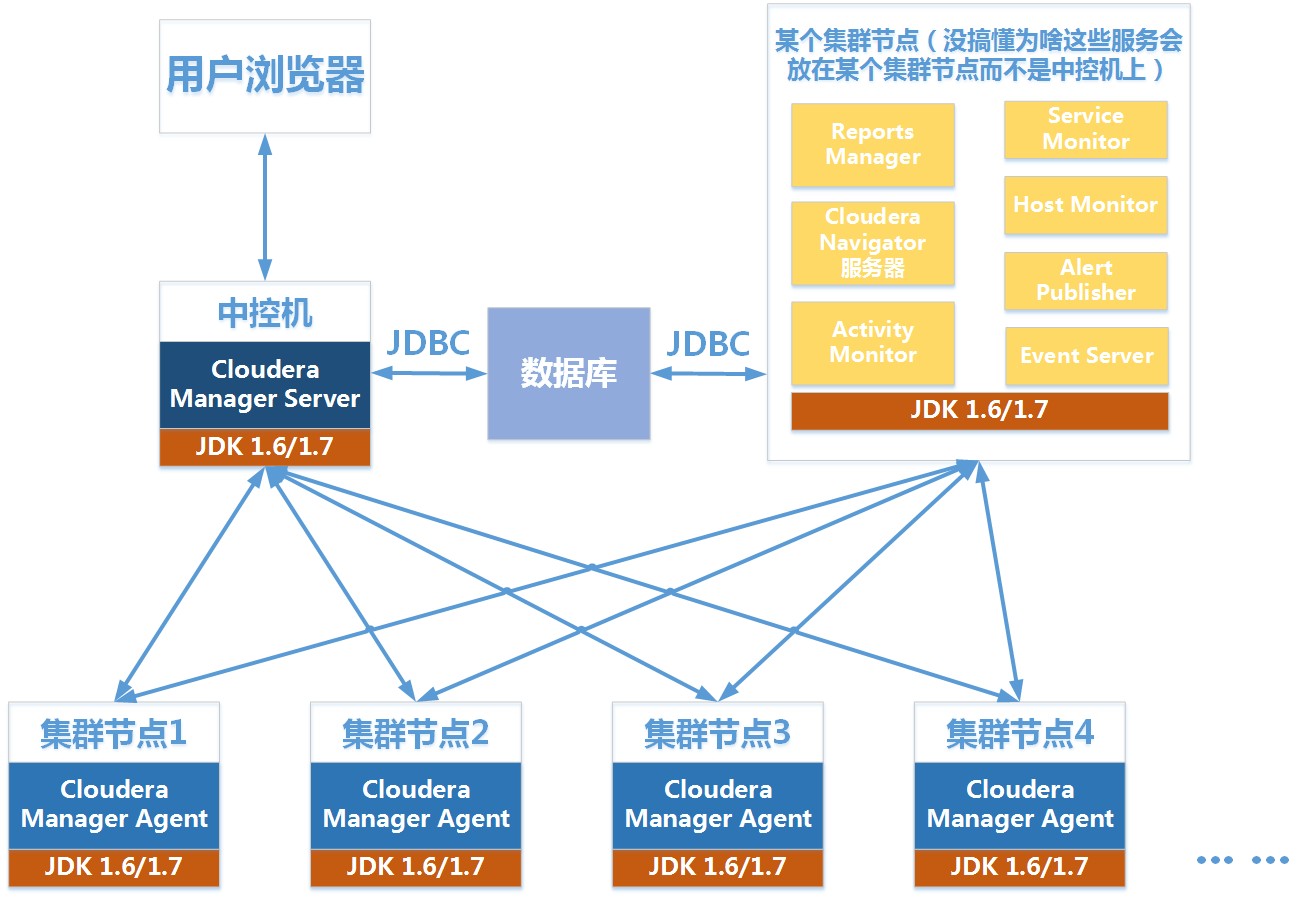 用户浏览器
某个集群节点（没搞懂为啥这些服务会
放在某个集群节点而不是中控机上）
Reports
Manager
Service
Monitor
Cloudera
Navigator
服务器
Host Monitor
Alert
Publisher
Activity
Monitor
Event Server
JDK 1.6/1.7
中控机
Cloudera
Manager Server
JDK 1.6/1.7
JDBC
数据库
JDBC
集群节点1
Cloudera
Manager Agent
JDK 1.6/1.7
集群节点2
Cloudera
Manager Agent
JDK 1.6/1.7
集群节点3
Cloudera
Manager Agent
JDK 1.6/1.7
集群节点4
Cloudera
Manager Agent
JDK 1.6/1.7
••• •••